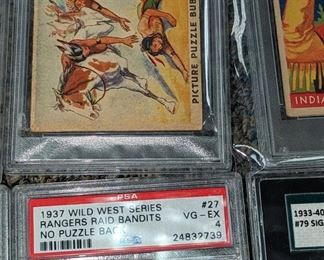 PICTURE PUZZLE BUB
INDIA
PSA
1937 WILD WEST SERIES #27
RANGERS RAID BANDITS VG-EX
NO PUZZLE BACK 4
24832739
1933-40
#79 SIG